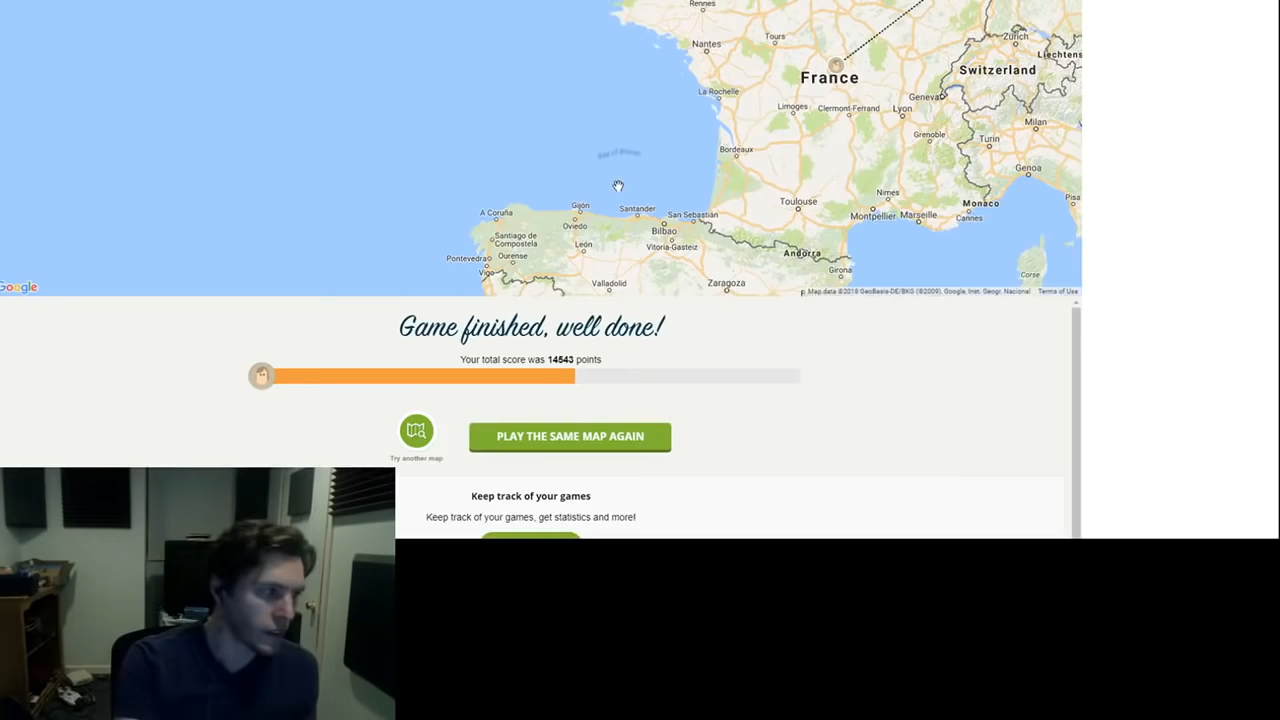 Rennes
Nantes
Tours
Zürich
Liechtens
Switzerland
France
La Rochelle
Limoges
Clermont-Ferrand
Lyon
Geneva
Milan
Turin
Grenoble
Bordeaux
Bay of Biscay
Genoa
Toulouse
Nimes
Montpellier
Marseille
Monaco
Cannes
Pisa
A Coruña
Gijón
Oviedo
Santander
San Sebastian
Bilbao
Vitoria-Gasteiz
Santiago de
Compostela
León
Ourense
Pontevedra
Vigo
Andorra
Girona
Corse
Valladolid
Zaragoza
Google
Map data ©2018 GeoBasis-DE/BKG (©2009), Google, Inst. Geogr. Nacional
Terms of Use
Game finished, well done!
Your total score was 14543 points
PLAY THE SAME MAP AGAIN
Try another map
Keep track of your games
Keep track of your games, get statistics and more!